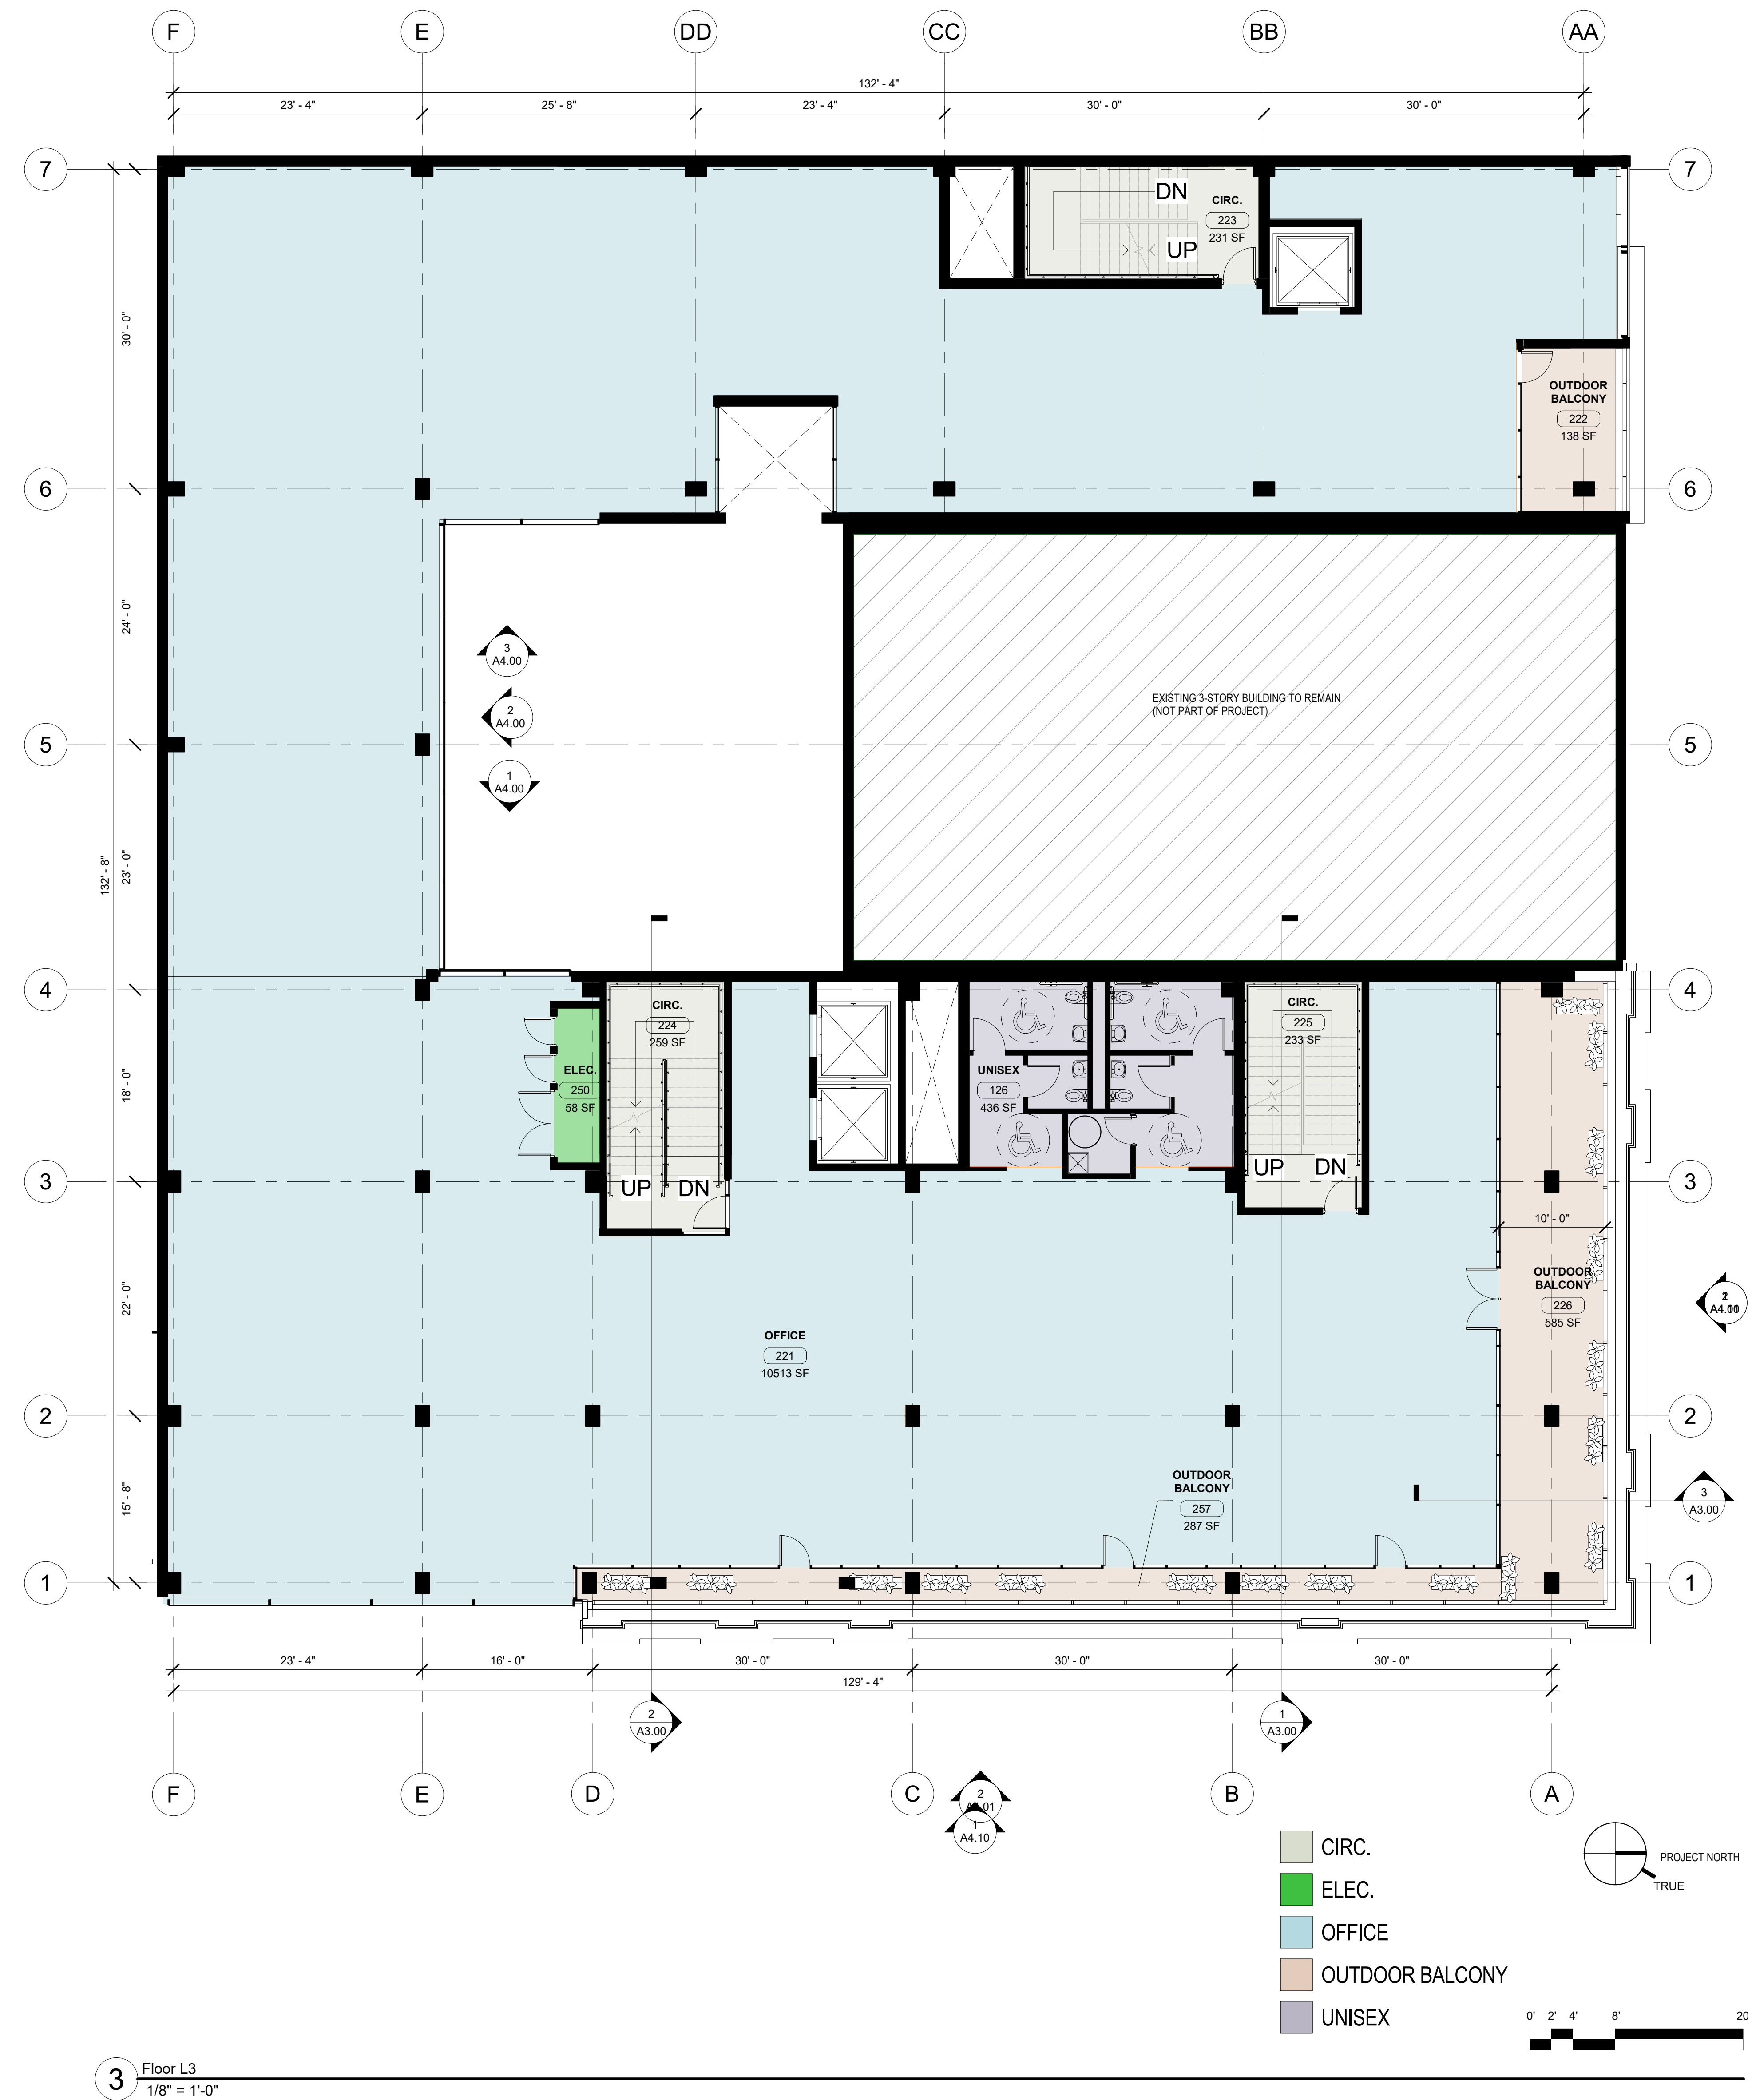 F E DD CC BB AA
132' - 4"
23' - 4" 25' - 8" 23' - 4" 30' - 0" 30' - 0"
7 7
DN
CIRC.
223
231 SF
UP
30' - 0"
OUTDOOR
BALCONY
222
138 SF
6 6
24' - 0"
3
A4.00
2
A4.00
EXISTING 3-STORY BUILDING TO REMAIN
(NOT PART OF PROJECT)
5 5
1
A4.00
132' - 8"
23' - 0"
4 4
CIRC.
224
259 SF
CIRC.
225
233 SF
ELEC.
250
58 SF
UNISEX
126
436 SF
18' - 0"
UP DN
UP DN
3 3
10' - 0"
OUTDOOR
BALCONY
226
585 SF
22' - 0"
OFFICE
221
10513 SF
2 2
OUTDOOR
BALCONY
257
287 SF
3
A3.00
15' - 8"
1 1
23' - 4" 16' - 0" 30' - 0" 30' - 0" 30' - 0"
129' - 4"
2
A3.00
1
A3.00
F E D C B A
2
1
A4.10
CIRC.
ELEC.
OFFICE
OUTDOOR BALCONY
UNISEX
PROJECT NORTH
TRUE
0' 2' 4' 8' 20
3
Floor L3
1/8" = 1'-0"